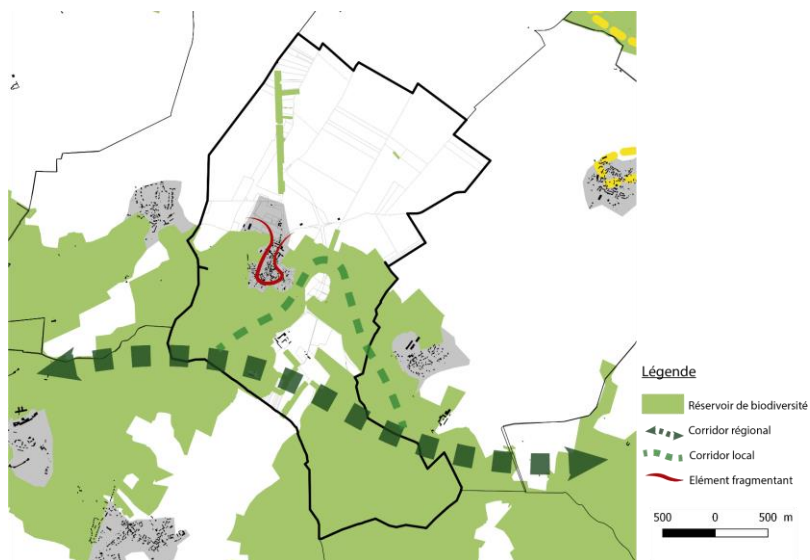 Légende
Réservoir de biodiversité
Corridor régional
Corridor local
Elément fragmentant
500 0 500 m